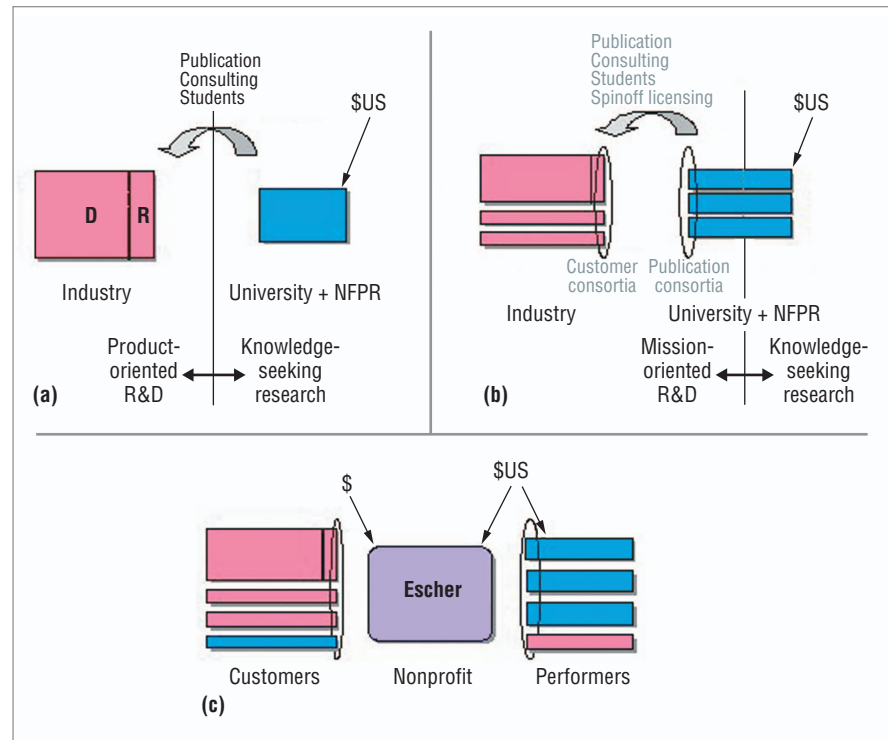 Publication
Consulting
Students
$US
D
R
Industry
University + NFPR
Product-
oriented
R&D
Knowledge-
seeking
research
(a)
Publication
Consulting
Students
Spinoff licensing
$US
Customer
consortia
Publication
consortia
Industry
University + NFPR
Mission-
oriented
R&D
Knowledge-
seeking
research
(b)
$
$US
Escher
Customers
Nonprofit
Performers
(c)